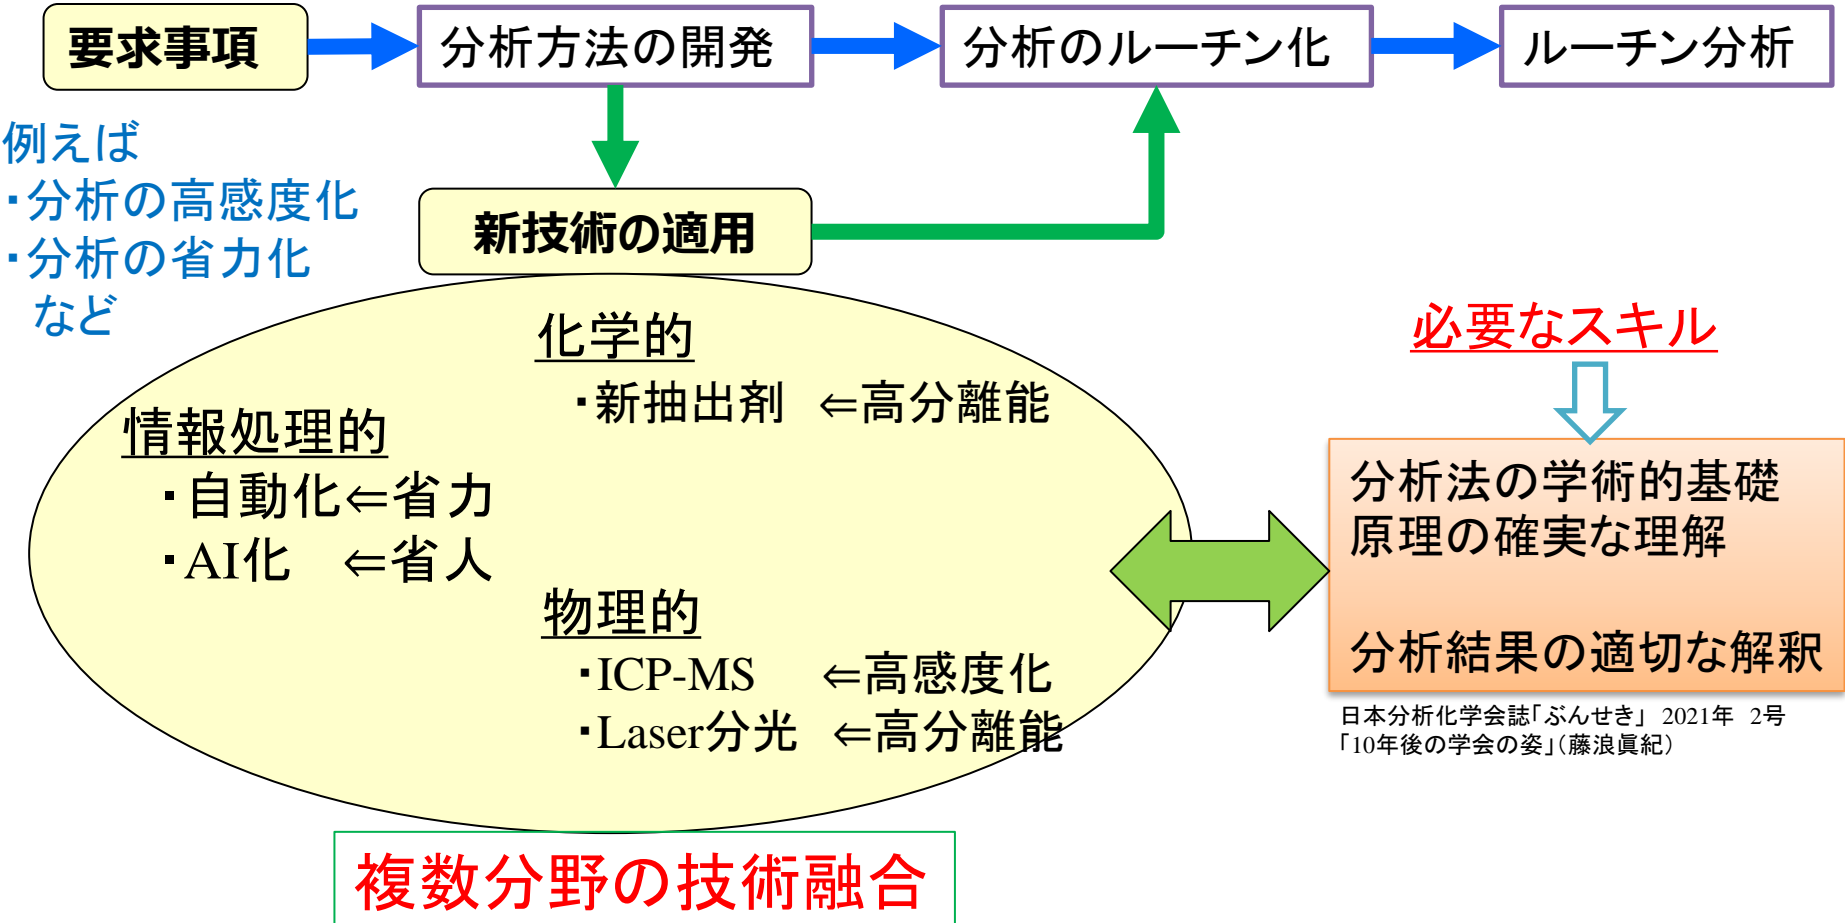 要求事項
分析方法の開発
分析のルーチン化
ルーチン分析
例えば
・分析の高感度化
・分析の省力化
など
新技術の適用
化学的
・新抽出剤 ⇐高分離能
情報処理的
・自動化⇐省力
・AI化 ⇐省人
物理的
・ICP-MS ⇐高感度化
・Laser分光 ⇐高分離能
複数分野の技術融合
必要なスキル
分析法の学術的基礎
原理の確実な理解
分析結果の適切な解釈
日本分析化学会誌「ぶんせき」 2021年 2号
「10年後の学会の姿」(藤浪眞紀)